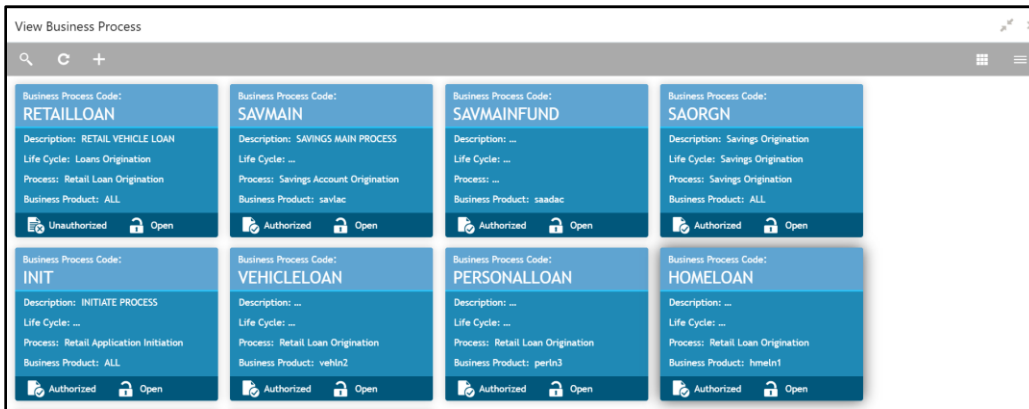 View Business Process
Business Process Code:
RETAILLOAN
Description: RETAIL VEHICLE LOAN
Life Cycle: Loans Origination
Process: Retail Loan Origination
Business Product: ALL
Unauthorized Open
Business Process Code:
SAVMAIN
Description: SAVINGS MAIN PROCESS
Life Cycle: ...
Process: Savings Account Origination
Business Product: savlac
Authorized Open
Business Process Code:
SAVMAINFUND
Description: ...
Life Cycle: ...
Process: ...
Business Product: saadac
Authorized Open
Business Process Code:
SAORGN
Description: Savings Origination
Life Cycle: Savings Origination
Process: Savings Origination
Business Product: ALL
Authorized Open
Business Process Code:
INIT
Description: INITIATE PROCESS
Life Cycle: ...
Process: Retail Application Initiation
Business Product: ALL
Authorized Open
Business Process Code:
VEHICLELOAN
Description: ...
Life Cycle: ...
Process: Retail Loan Origination
Business Product: vehln2
Authorized Open
Business Process Code:
PERSONALLOAN
Description: ...
Life Cycle: ...
Process: Retail Loan Origination
Business Product: perln3
Authorized Open
Business Process Code:
HOMELOAN
Description: ...
Life Cycle: ...
Process: Retail Loan Origination
Business Product: hmeln1
Authorized Open